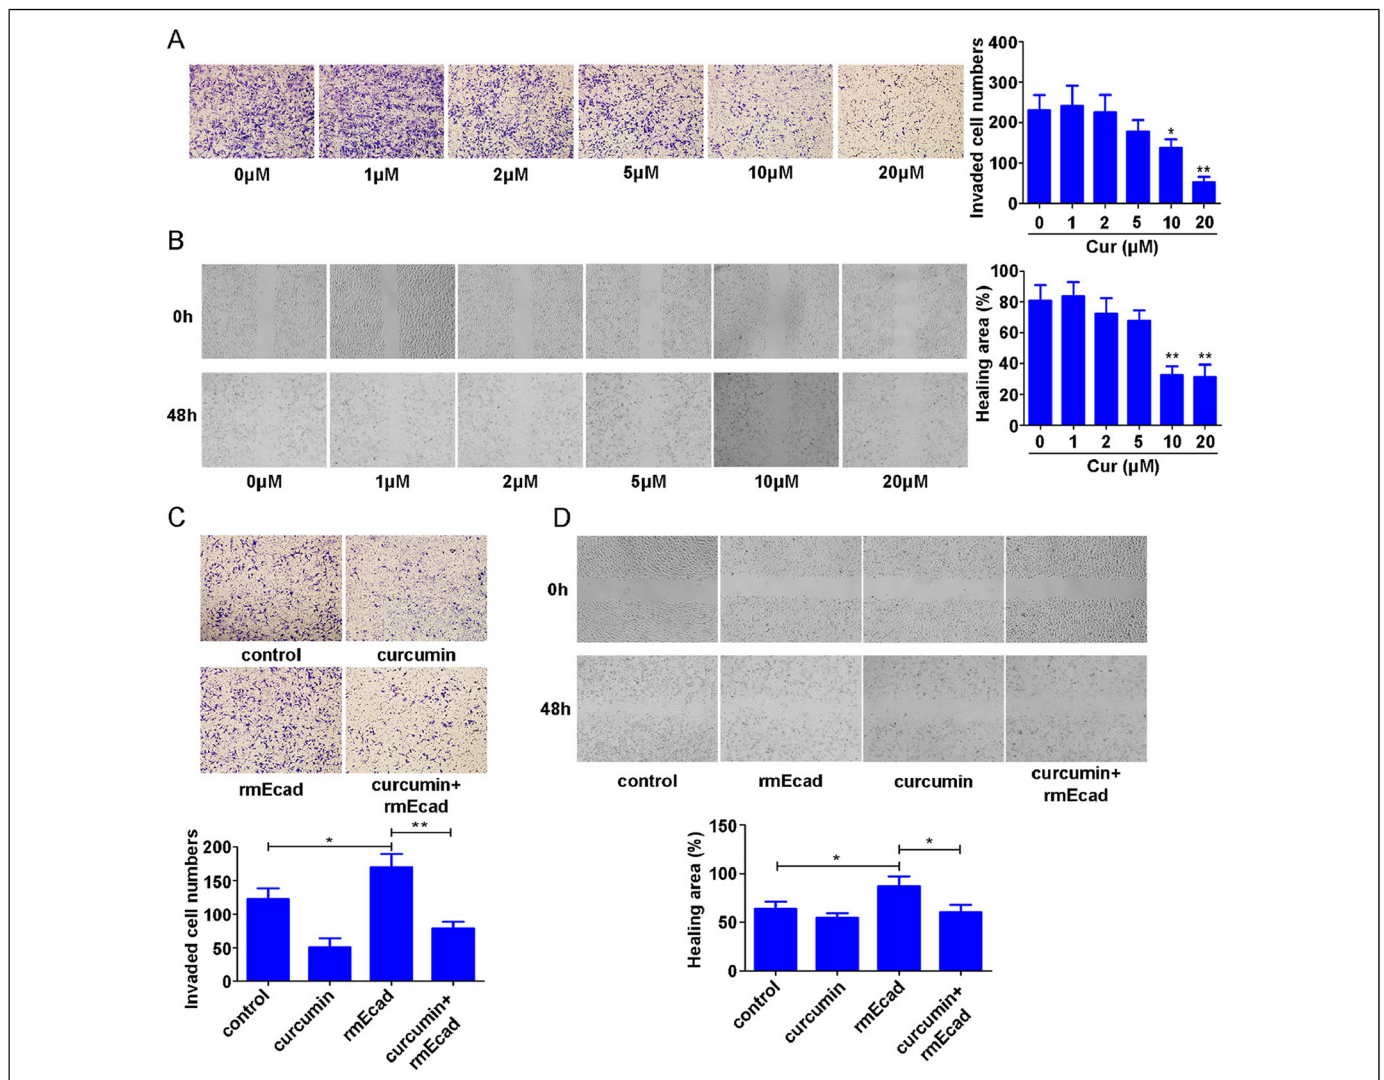 A
0μM
1μM
2μM
5μM
10μM
20μM
Invaded cell numbers
400
300
200
100
0
*
**
0 1 2 5 10 20
Cur (μM)
B
0h
48h
0μM
1μM
2μM
5μM
10μM
20μM
Healing area (%)
100
80
60
40
20
0
**
**
0 1 2 5 10 20
Cur (μM)
C
control
curcumin
rmEcad
curcumin+
rmEcad
Invaded cell numbers
200
150
100
50
0
*
**
control
curcumin
rmEcad
curcumin+
rmEcad
D
0h
48h
control
rmEcad
curcumin
curcumin+
rmEcad
Healing area (%)
150
100
50
0
*
*
control
curcumin
rmEcad
curcumin+
rmEcad